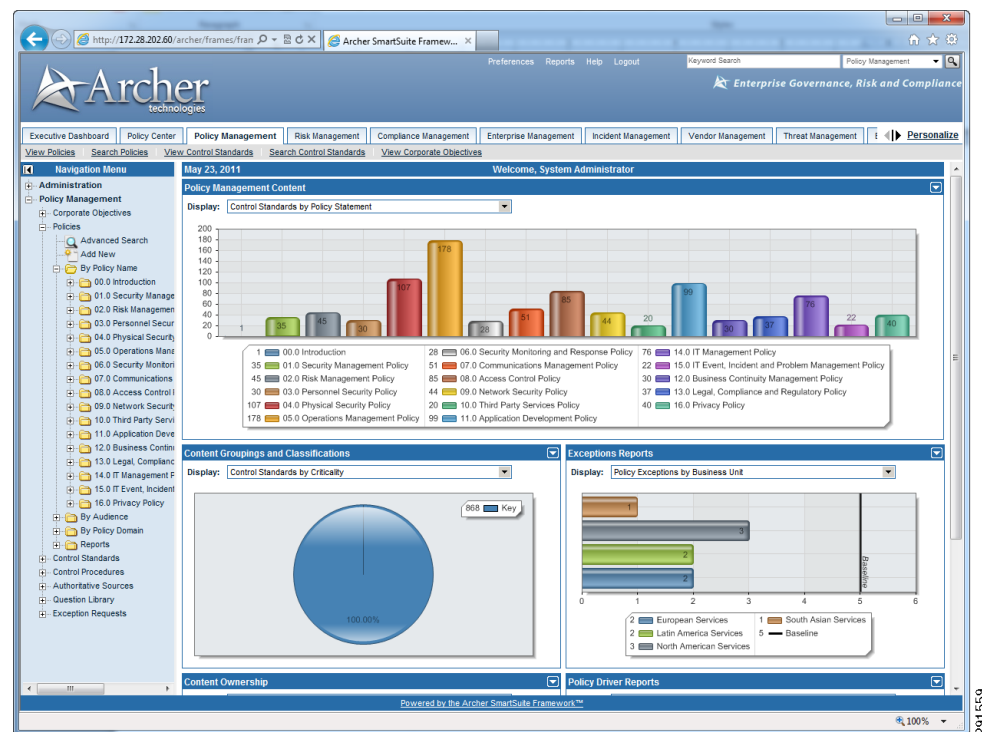 http://172.28.202.60/archer/frames/fran
Archer SmartSuite Framew...
Preferences Reports Help Logout
Keyword Search
Policy Management
Archer
technologies
Enterprise Governance, Risk and Compliance
Executive Dashboard Policy Center Policy Management Risk Management Compliance Management Enterprise Management Incident Management Vendor Management Threat Management Personalize
View Policies Search Policies View Control Standards Search Control Standards View Corporate Objectives
Navigation Menu
Administration
Policy Management
Corporate Objectives
Policies
Advanced Search
Add New
By Policy Name
00.0 Introduction
01.0 Security Manage
02.0 Risk Managemen
03.0 Personnel Secur
04.0 Physical Security
05.0 Operations Mana
06.0 Security Monitori
07.0 Communications
08.0 Access Control
09.0 Network Security
10.0 Third Party Servi
11.0 Application Deve
12.0 Business Contin
13.0 Legal, Complianc
14.0 IT Management P
15.0 IT Event, Incident
16.0 Privacy Policy
By Audience
By Policy Domain
Reports
Control Standards
Control Procedures
Authoritative Sources
Question Library
Exception Requests
May 23, 2011 Welcome, System Administrator
Policy Management Content
Display: Control Standards by Policy Statement
200
180
160
140
120
100
80
60
40
20
0
1 35 45 30 107 178 28 51 85 44 20 99 30 37 76 22 40
1 00.0 Introduction
35 01.0 Security Management Policy
45 02.0 Risk Management Policy
30 03.0 Personnel Security Policy
107 04.0 Physical Security Policy
178 05.0 Operations Management Policy
28 06.0 Security Monitoring and Response Policy
51 07.0 Communications Management Policy
85 08.0 Access Control Policy
44 09.0 Network Security Policy
20 10.0 Third Party Services Policy
99 11.0 Application Development Policy
76 14.0 IT Management Policy
22 15.0 IT Event, Incident and Problem Management Policy
30 12.0 Business Continuity Management Policy
37 13.0 Legal, Compliance and Regulatory Policy
40 16.0 Privacy Policy
Content Groupings and Classifications
Display: Control Standards by Criticality
868 Key
100.00%
Exceptions Reports
Display: Policy Exceptions by Business Unit
1
3
2
2
Baseline
0 1 2 3 4 5 6
2 European Services
2 Latin America Services
3 North American Services
1 South Asian Services
5 Baseline
Content Ownership
Policy Driver Reports
Powered by the Archer SmartSuite Framework™
100%
291559